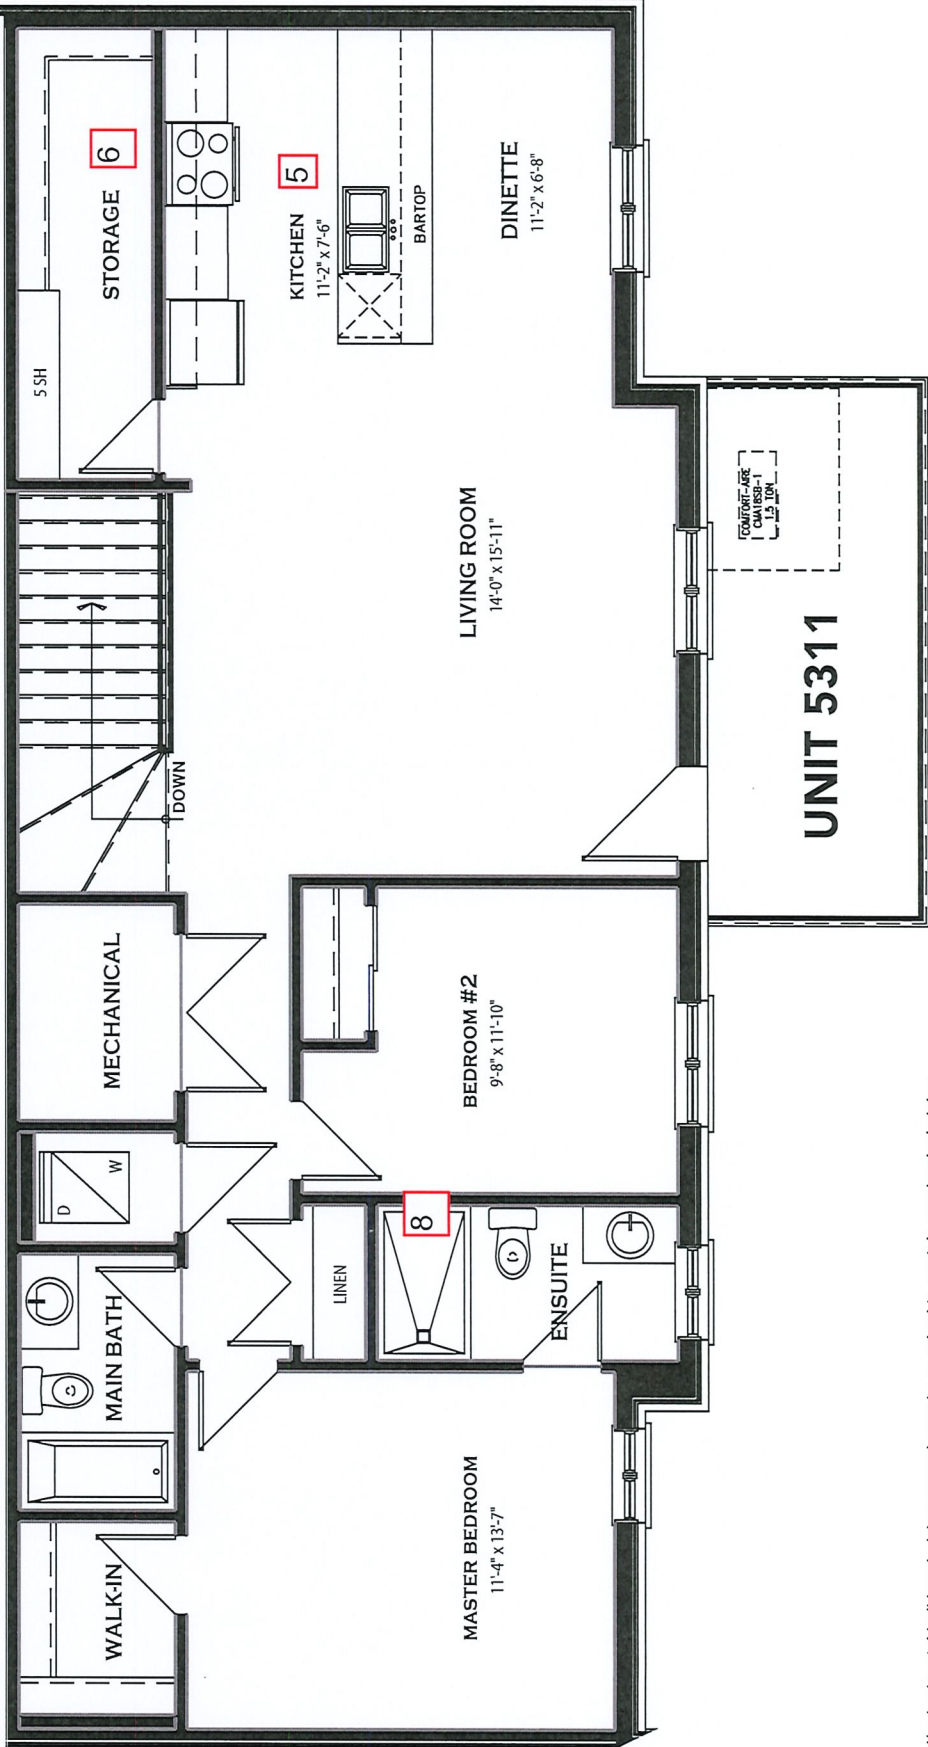 6
STORAGE
5 SH
5
KITCHEN
11'-2" x 7'-6"
BARTOP
DINETTE
11'-2" x 6'-8"
LIVING ROOM
14'-0" x 15'-11"
COMFORT-AIRE
CMA18SB-1
1.5 TON
UNIT 5311
DOWN
MECHANICAL
BEDROOM #2
9'-8" x 11'-10"
D
W
LINEN
8
ENSUITE
MAIN BATH
MASTER BEDROOM
11'-4" x 13'-7"
WALK-IN